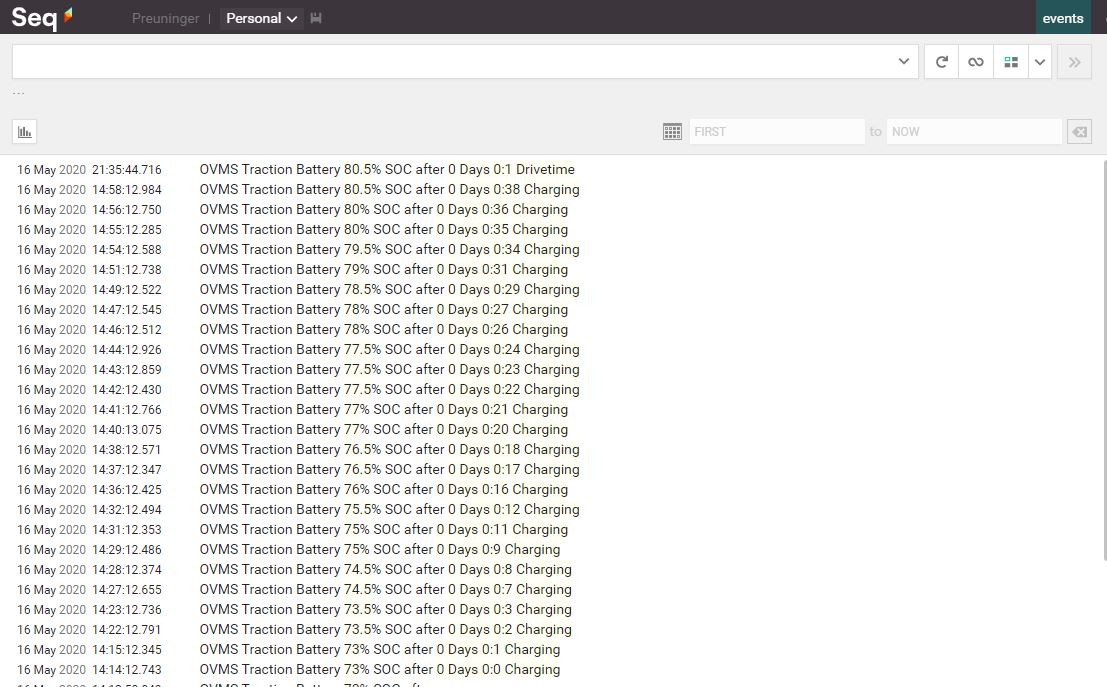 Seq Preuninger | Personal events
...
FIRST to NOW
16 May 2020 21:35:44.716 OVMS Traction Battery 80.5% SOC after 0 Days 0:1 Drivetime
16 May 2020 14:58:12.984 OVMS Traction Battery 80.5% SOC after 0 Days 0:38 Charging
16 May 2020 14:56:12.750 OVMS Traction Battery 80% SOC after 0 Days 0:36 Charging
16 May 2020 14:55:12.285 OVMS Traction Battery 80% SOC after 0 Days 0:35 Charging
16 May 2020 14:54:12.588 OVMS Traction Battery 79.5% SOC after 0 Days 0:34 Charging
16 May 2020 14:51:12.738 OVMS Traction Battery 79% SOC after 0 Days 0:31 Charging
16 May 2020 14:49:12.522 OVMS Traction Battery 78.5% SOC after 0 Days 0:29 Charging
16 May 2020 14:47:12.545 OVMS Traction Battery 78% SOC after 0 Days 0:27 Charging
16 May 2020 14:46:12.512 OVMS Traction Battery 78% SOC after 0 Days 0:26 Charging
16 May 2020 14:44:12.926 OVMS Traction Battery 77.5% SOC after 0 Days 0:24 Charging
16 May 2020 14:43:12.859 OVMS Traction Battery 77.5% SOC after 0 Days 0:23 Charging
16 May 2020 14:42:12.430 OVMS Traction Battery 77.5% SOC after 0 Days 0:22 Charging
16 May 2020 14:41:12.766 OVMS Traction Battery 77% SOC after 0 Days 0:21 Charging
16 May 2020 14:40:13.075 OVMS Traction Battery 77% SOC after 0 Days 0:20 Charging
16 May 2020 14:38:12.571 OVMS Traction Battery 76.5% SOC after 0 Days 0:18 Charging
16 May 2020 14:37:12.347 OVMS Traction Battery 76.5% SOC after 0 Days 0:17 Charging
16 May 2020 14:36:12.425 OVMS Traction Battery 76% SOC after 0 Days 0:16 Charging
16 May 2020 14:32:12.494 OVMS Traction Battery 75.5% SOC after 0 Days 0:12 Charging
16 May 2020 14:31:12.353 OVMS Traction Battery 75% SOC after 0 Days 0:11 Charging
16 May 2020 14:29:12.486 OVMS Traction Battery 75% SOC after 0 Days 0:9 Charging
16 May 2020 14:28:12.374 OVMS Traction Battery 74.5% SOC after 0 Days 0:8 Charging
16 May 2020 14:27:12.655 OVMS Traction Battery 74.5% SOC after 0 Days 0:7 Charging
16 May 2020 14:23:12.736 OVMS Traction Battery 73.5% SOC after 0 Days 0:3 Charging
16 May 2020 14:22:12.791 OVMS Traction Battery 73.5% SOC after 0 Days 0:2 Charging
16 May 2020 14:15:12.345 OVMS Traction Battery 73% SOC after 0 Days 0:1 Charging
16 May 2020 14:14:12.743 OVMS Traction Battery 73% SOC after 0 Days 0:0 Charging